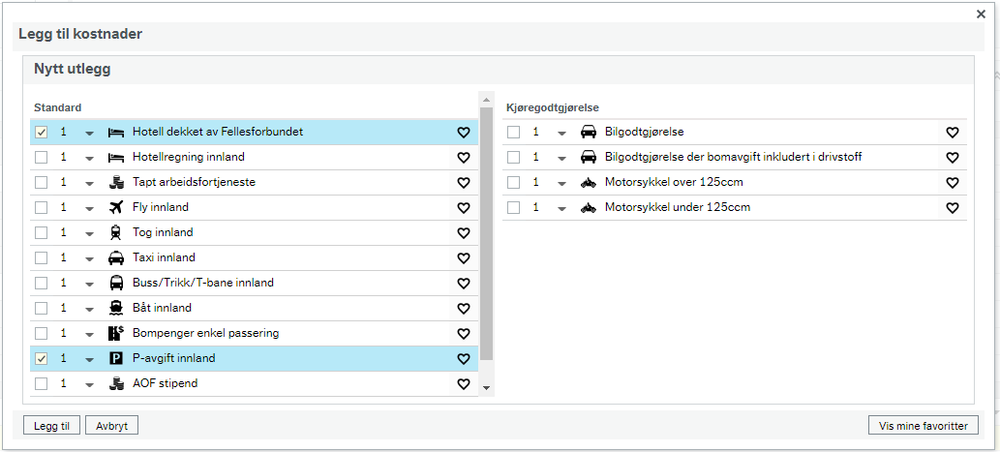 Legg til kostnader
Nytt utlegg
Standard
1 Hotell dekket av Fellesforbundet
1 Hotellregning innland
1 Tapt arbeidsfortjeneste
1 Fly innland
1 Tog innland
1 Taxi innland
1 Buss/Trikk/T-bane innland
1 Båt innland
1 Bompenger enkel passering
1 P P-avgift innland
1 AOF stipend
Kjøregodtgjørelse
1 Bilgodtgjørelse
1 Bilgodtgjørelse der bomavgift inkludert i drivstoff
1 Motorsykkel over 125ccm
1 Motorsykkel under 125ccm
Legg til Avbryt Vis mine favoritter